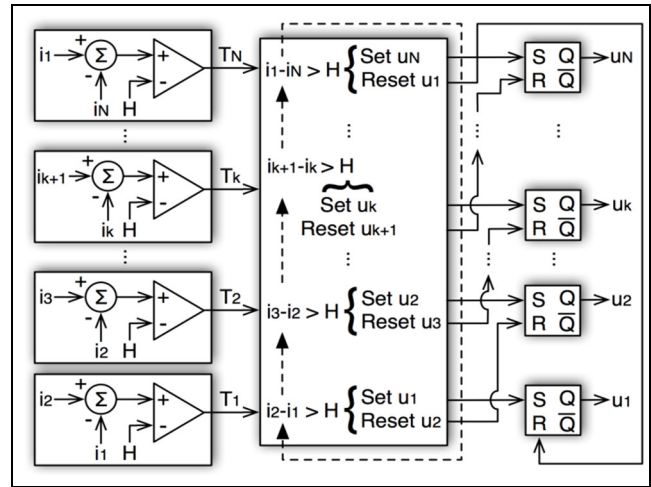 i1 + Σ + TN
- -
iN H
i1-iN > H { Set uN
Reset u1
S Q uN
R Q̅
⋮ ⋮ ⋮ ⋮
ik+1 + Σ + Tk
- -
ik H
ik+1-ik > H
Set uk
Reset uk+1
S Q uk
R Q̅
⋮ ⋮ ⋮ ⋮
i3 + Σ + T2
- -
i2 H
i3-i2 > H { Set u2
Reset u3
S Q u2
R Q̅
i2 + Σ + T1
- -
i1 H
i2-i1 > H { Set u1
Reset u2
S Q u1
R Q̅